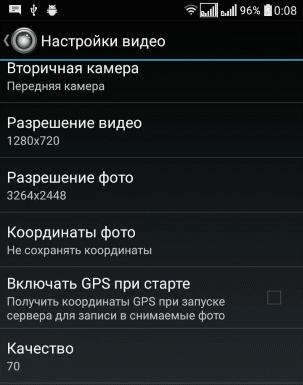 96% 0:08
Настройки видео
Вторичная камера
Передняя камера
Разрешение видео
1280x720
Разрешение фото
3264x2448
Координаты фото
Не сохранять координаты
Включать GPS при старте
Получить координаты GPS при запуске
сервера для записи в снимаемые фото
Качество
70